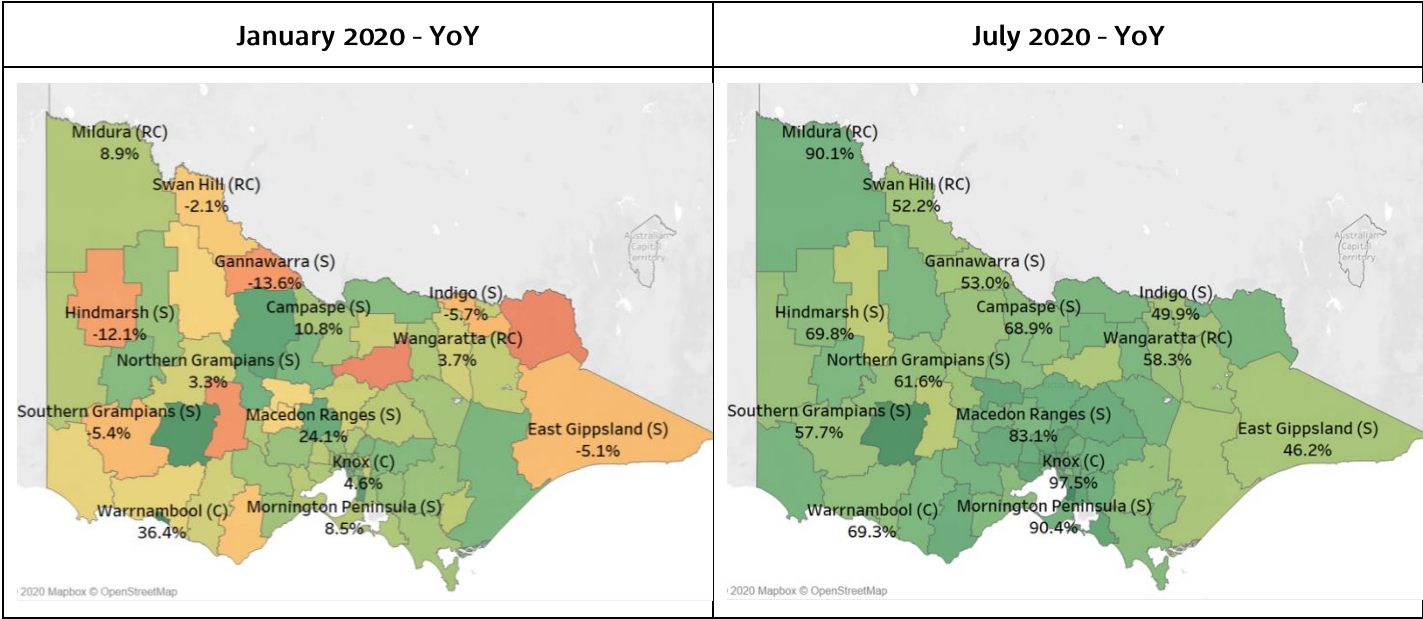 January 2020 - YoY
Mildura (RC)
8.9%
Swan Hill (RC)
-2.1%
Gannawarra (S)
-13.6%
Indigo (S)
-5.7%
Hindmarsh (S)
-12.1%
Campaspe (S)
10.8%
Wangaratta (RC)
3.7%
Northern Grampians (S)
3.3%
Southern Grampians (S)
-5.4%
Macedon Ranges (S)
24.1%
East Gippsland (S)
-5.1%
Knox (C)
4.6%
Warrnambool (C)
36.4%
Mornington Peninsula (S)
8.5%
Australian
Capital
Territory
2020 Mapbox © OpenStreetMap
July 2020 - YoY
Mildura (RC)
90.1%
Swan Hill (RC)
52.2%
Gannawarra (S)
53.0%
Indigo (S)
49.9%
Hindmarsh (S)
69.8%
Campaspe (S)
68.9%
Wangaratta (RC)
58.3%
Northern Grampians (S)
61.6%
Southern Grampians (S)
57.7%
Macedon Ranges (S)
83.1%
East Gippsland (S)
46.2%
Knox (C)
97.5%
Warrnambool (C)
69.3%
Mornington Peninsula (S)
90.4%
Australian
Capital
Territory
2020 Mapbox © OpenStreetMap